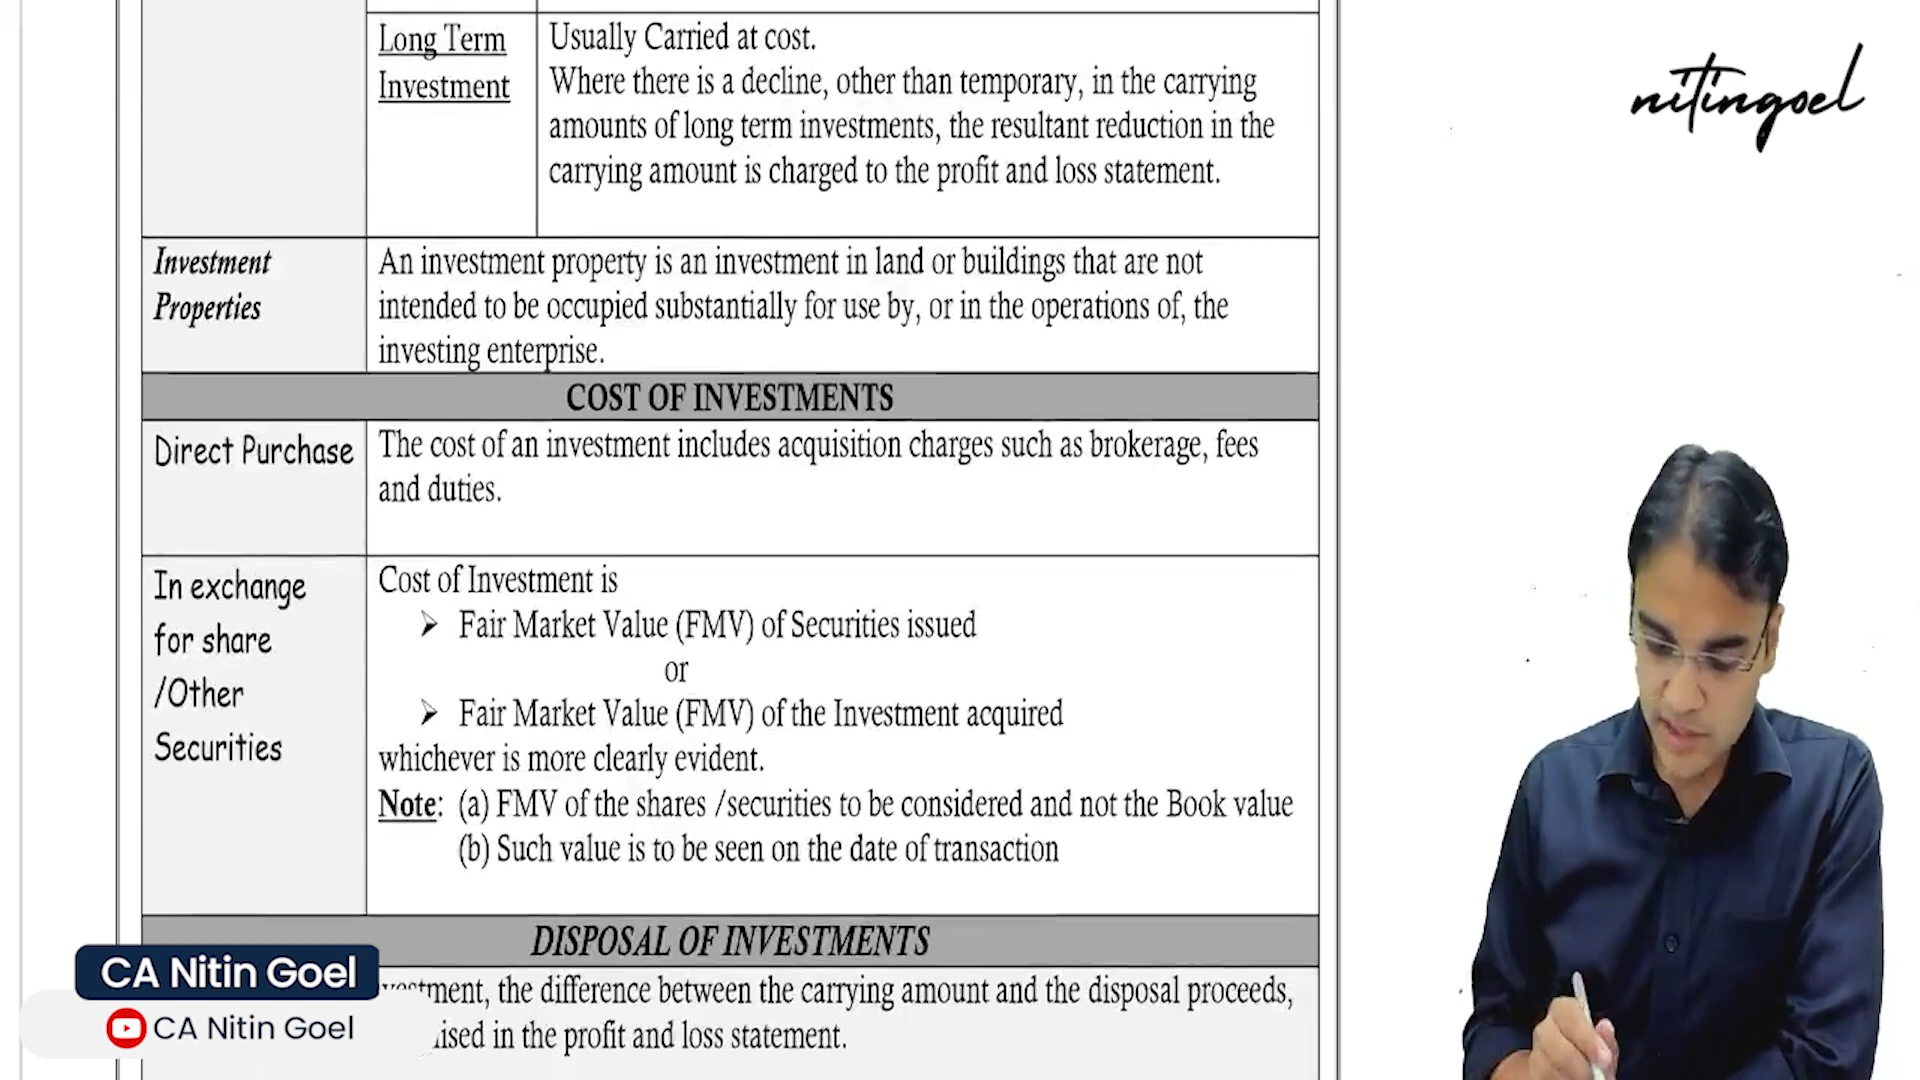 Long Term
Investment
Usually Carried at cost.
Where there is a decline, other than temporary, in the carrying
amounts of long term investments, the resultant reduction in the
carrying amount is charged to the profit and loss statement.
nitingoel
Investment
Properties
An investment property is an investment in land or buildings that are not
intended to be occupied substantially for use by, or in the operations of, the
investing enterprise.
COST OF INVESTMENTS
Direct Purchase
The cost of an investment includes acquisition charges such as brokerage, fees
and duties.
In exchange
for share
/Other
Securities
Cost of Investment is
➢ Fair Market Value (FMV) of Securities issued
or
➢ Fair Market Value (FMV) of the Investment acquired
whichever is more clearly evident.
Note: (a) FMV of the shares /securities to be considered and not the Book value
(b) Such value is to be seen on the date of transaction
DISPOSAL OF INVESTMENTS
the difference between the carrying amount and the disposal proceeds,
in the profit and loss statement.
CA Nitin Goel
CA Nitin Goel